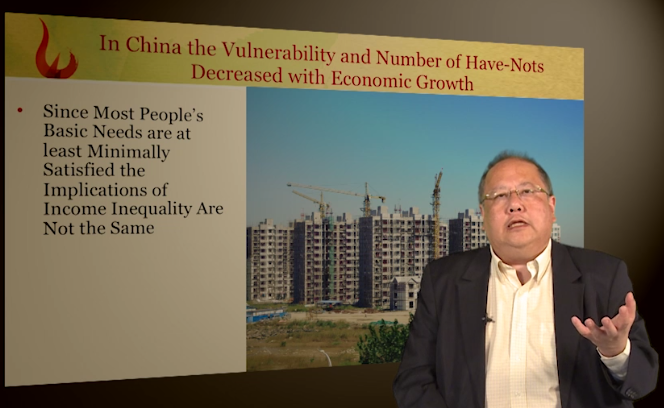 In China the Vulnerability and Number of Have-Nots
Decreased with Economic Growth
• Since Most People's
Basic Needs are at
least Minimally
Satisfied the
Implications of
Income Inequality Are
Not the Same